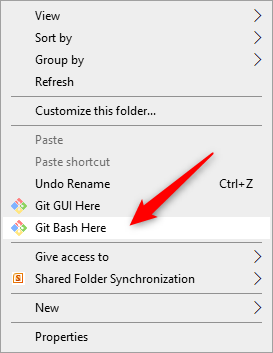 View
Sort by
Group by
Refresh
Customize this folder...
Paste
Paste shortcut
Undo Rename Ctrl+Z
Git GUI Here
Git Bash Here
Give access to
S Shared Folder Synchronization
New
Properties